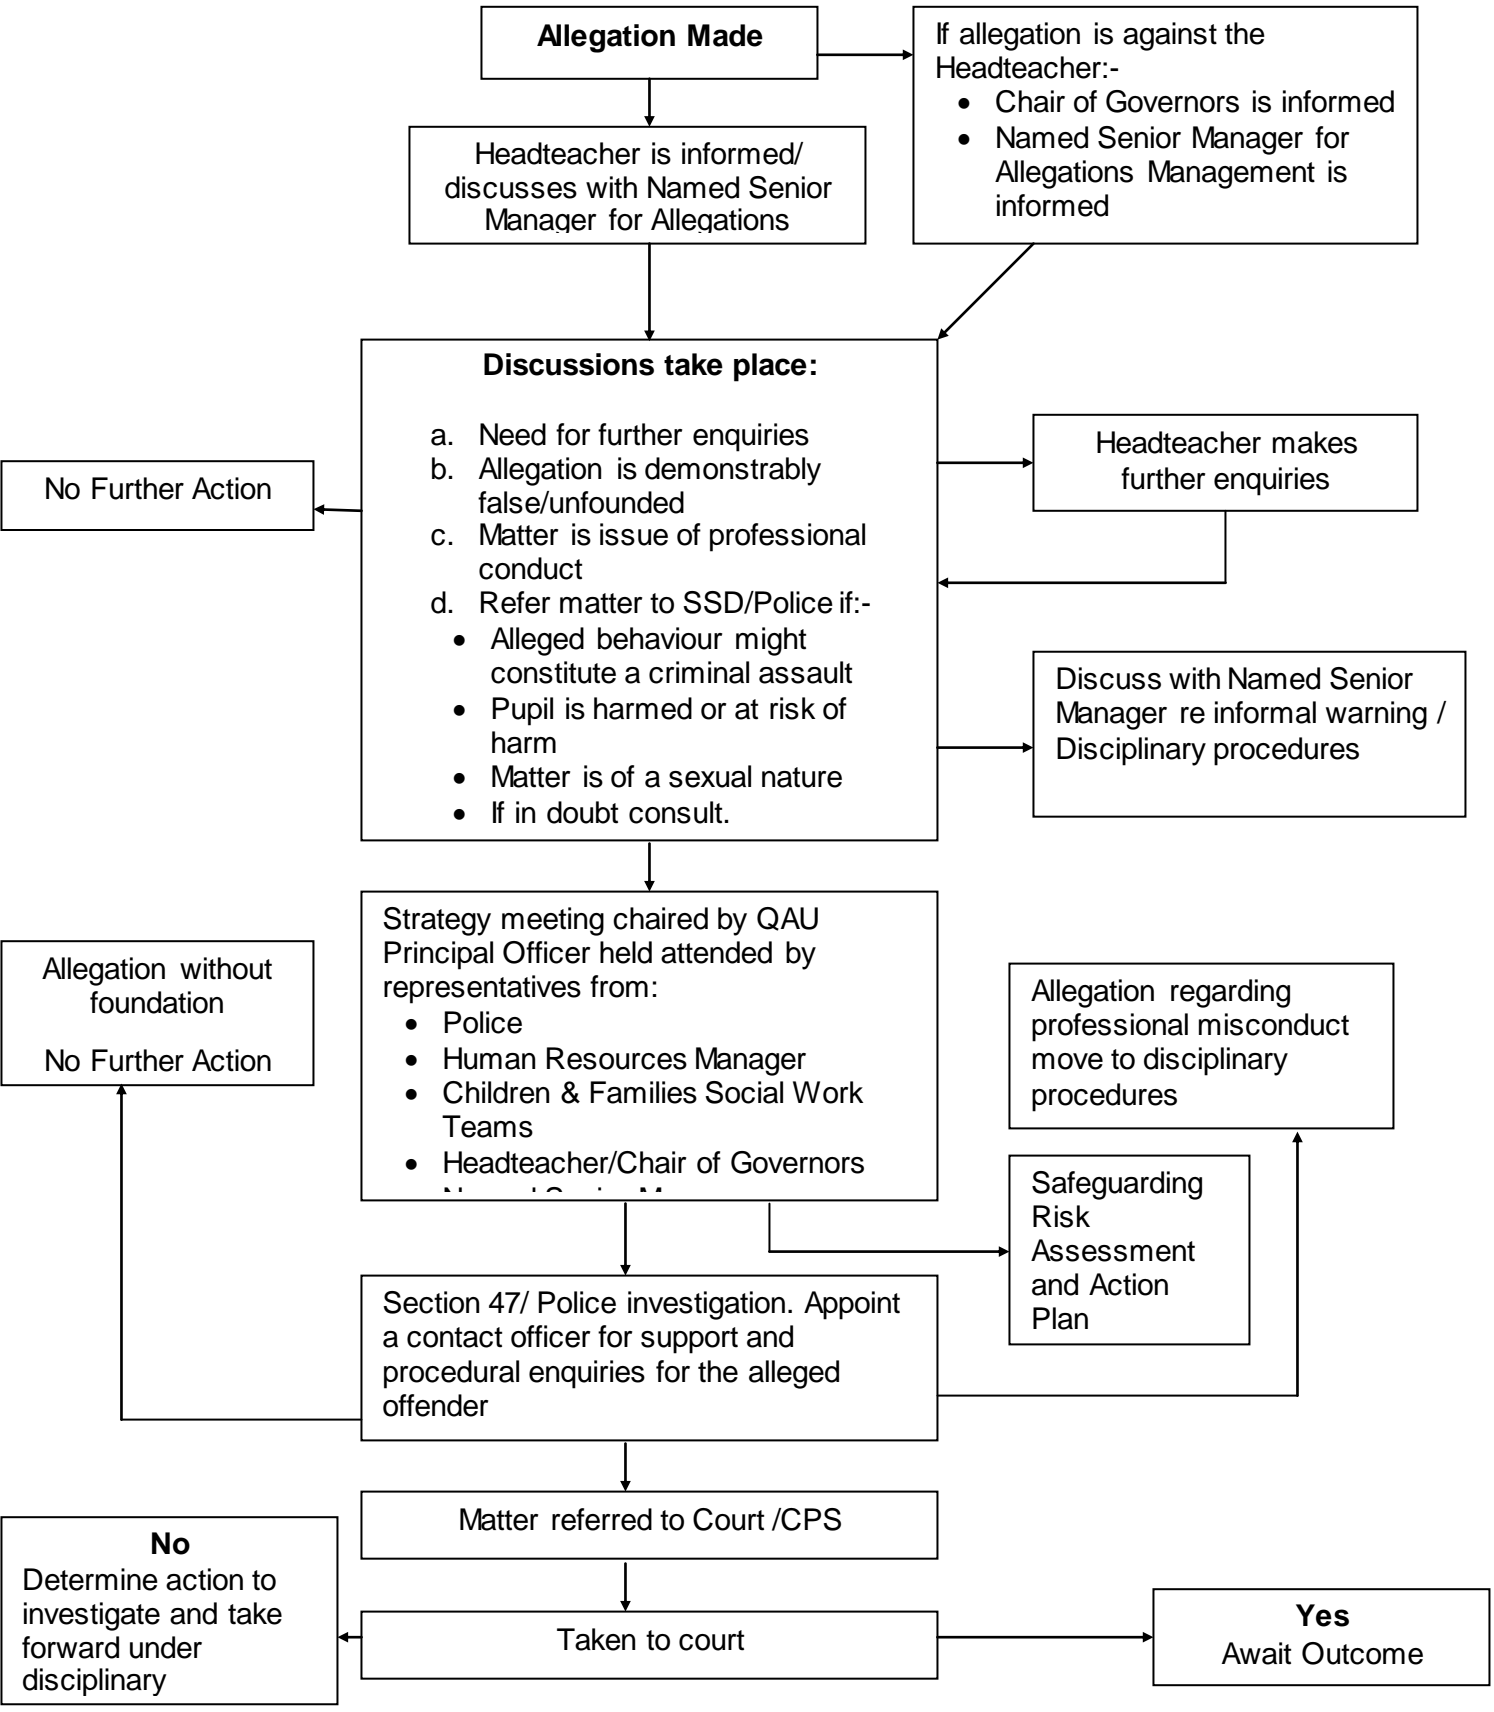 Allegation Made
If allegation is against the
Headteacher:-
• Chair of Governors is informed
• Named Senior Manager for
Allegations Management is
informed
Headteacher is informed/
discusses with Named Senior
Manager for Allegations
Discussions take place:
a. Need for further enquiries
b. Allegation is demonstrably
false/unfounded
c. Matter is issue of professional
conduct
d. Refer matter to SSD/Police if:-
• Alleged behaviour might
constitute a criminal assault
• Pupil is harmed or at risk of
harm
• Matter is of a sexual nature
• If in doubt consult.
Headteacher makes
further enquiries
No Further Action
Discuss with Named Senior
Manager re informal warning /
Disciplinary procedures
Strategy meeting chaired by QAU
Principal Officer held attended by
representatives from:
• Police
• Human Resources Manager
• Children & Families Social Work
Teams
• Headteacher/Chair of Governors
Allegation without
foundation
No Further Action
Allegation regarding
professional misconduct
move to disciplinary
procedures
Safeguarding
Risk
Assessment
and Action
Plan
Section 47/ Police investigation. Appoint
a contact officer for support and
procedural enquiries for the alleged
offender
Matter referred to Court /CPS
No
Determine action to
investigate and take
forward under
disciplinary
Taken to court
Yes
Await Outcome